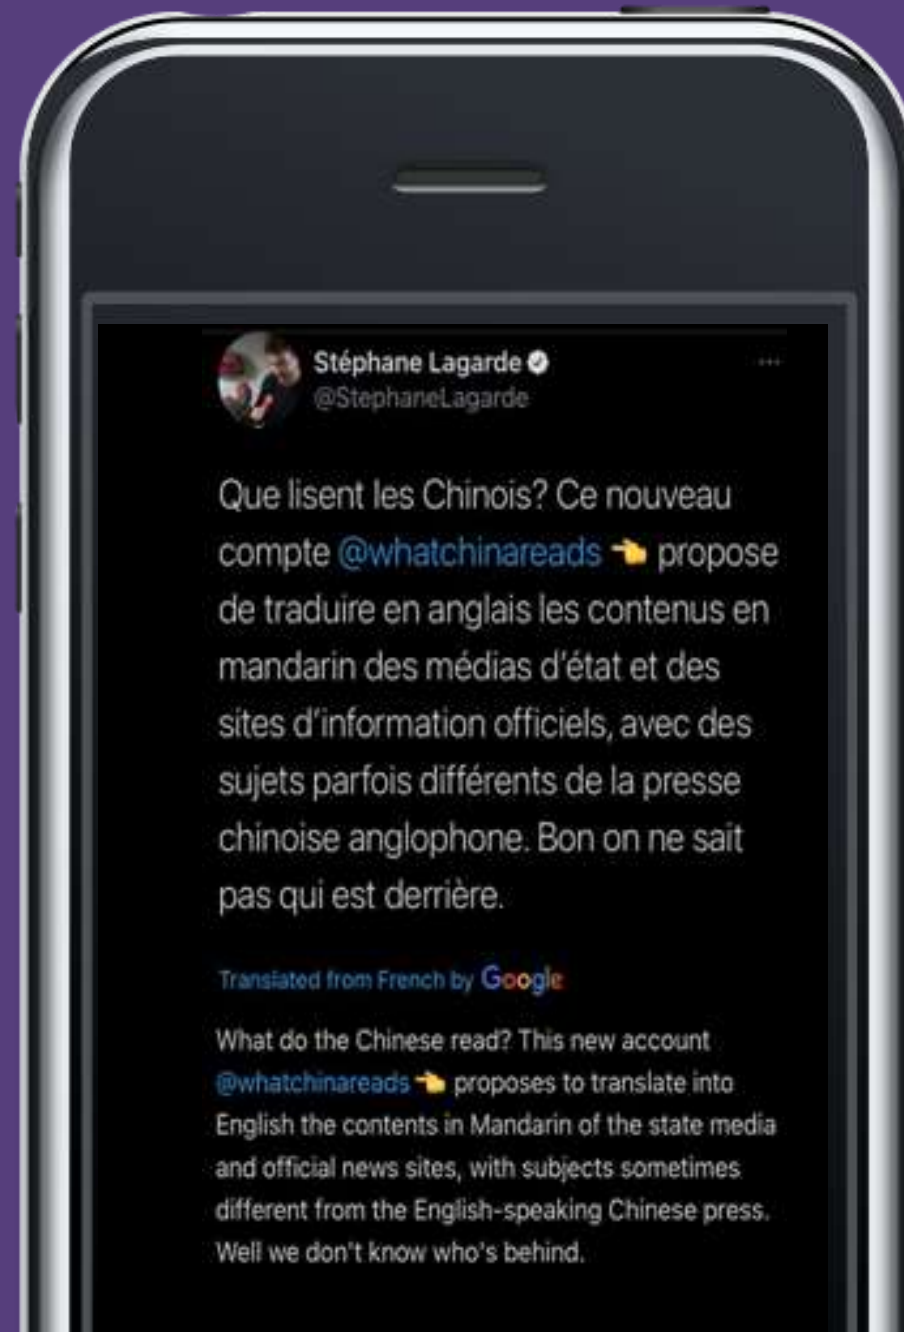 Stéphane Lagarde
@StephaneLagarde
Que lisent les Chinois? Ce nouveau
compte @whatchinareads 👈 propose
de traduire en anglais les contenus en
mandarin des médias d'état et des
sites d'information officiels, avec des
sujets parfois différents de la presse
chinoise anglophone. Bon on ne sait
pas qui est derrière.
Translated from French by Google
What do the Chinese read? This new account
@whatchinareads 👈 proposes to translate into
English the contents in Mandarin of the state media
and official news sites, with subjects sometimes
different from the English-speaking Chinese press.
Well we don't know who's behind.